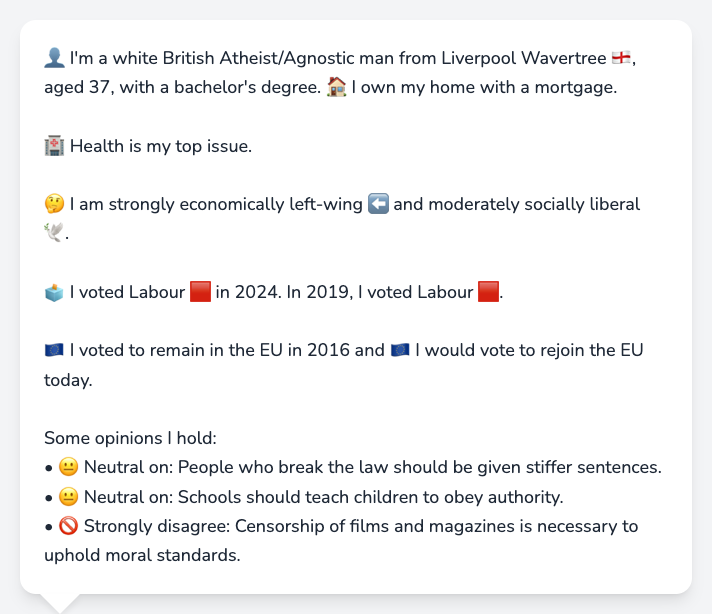 👤 I'm a white British Atheist/Agnostic man from Liverpool Wavertree 🏴󠁧󠁢󠁥󠁮󠁧󠁿,
aged 37, with a bachelor's degree. 🏠 I own my home with a mortgage.
🏥 Health is my top issue.
🤔 I am strongly economically left-wing ⬅️ and moderately socially liberal
🕊️.
🗳️ I voted Labour 🟥 in 2024. In 2019, I voted Labour 🟥.
🇪🇺 I voted to remain in the EU in 2016 and 🇪🇺 I would vote to rejoin the EU
today.
Some opinions I hold:
• 😐 Neutral on: People who break the law should be given stiffer sentences.
• 😐 Neutral on: Schools should teach children to obey authority.
• 🚫 Strongly disagree: Censorship of films and magazines is necessary to
uphold moral standards.